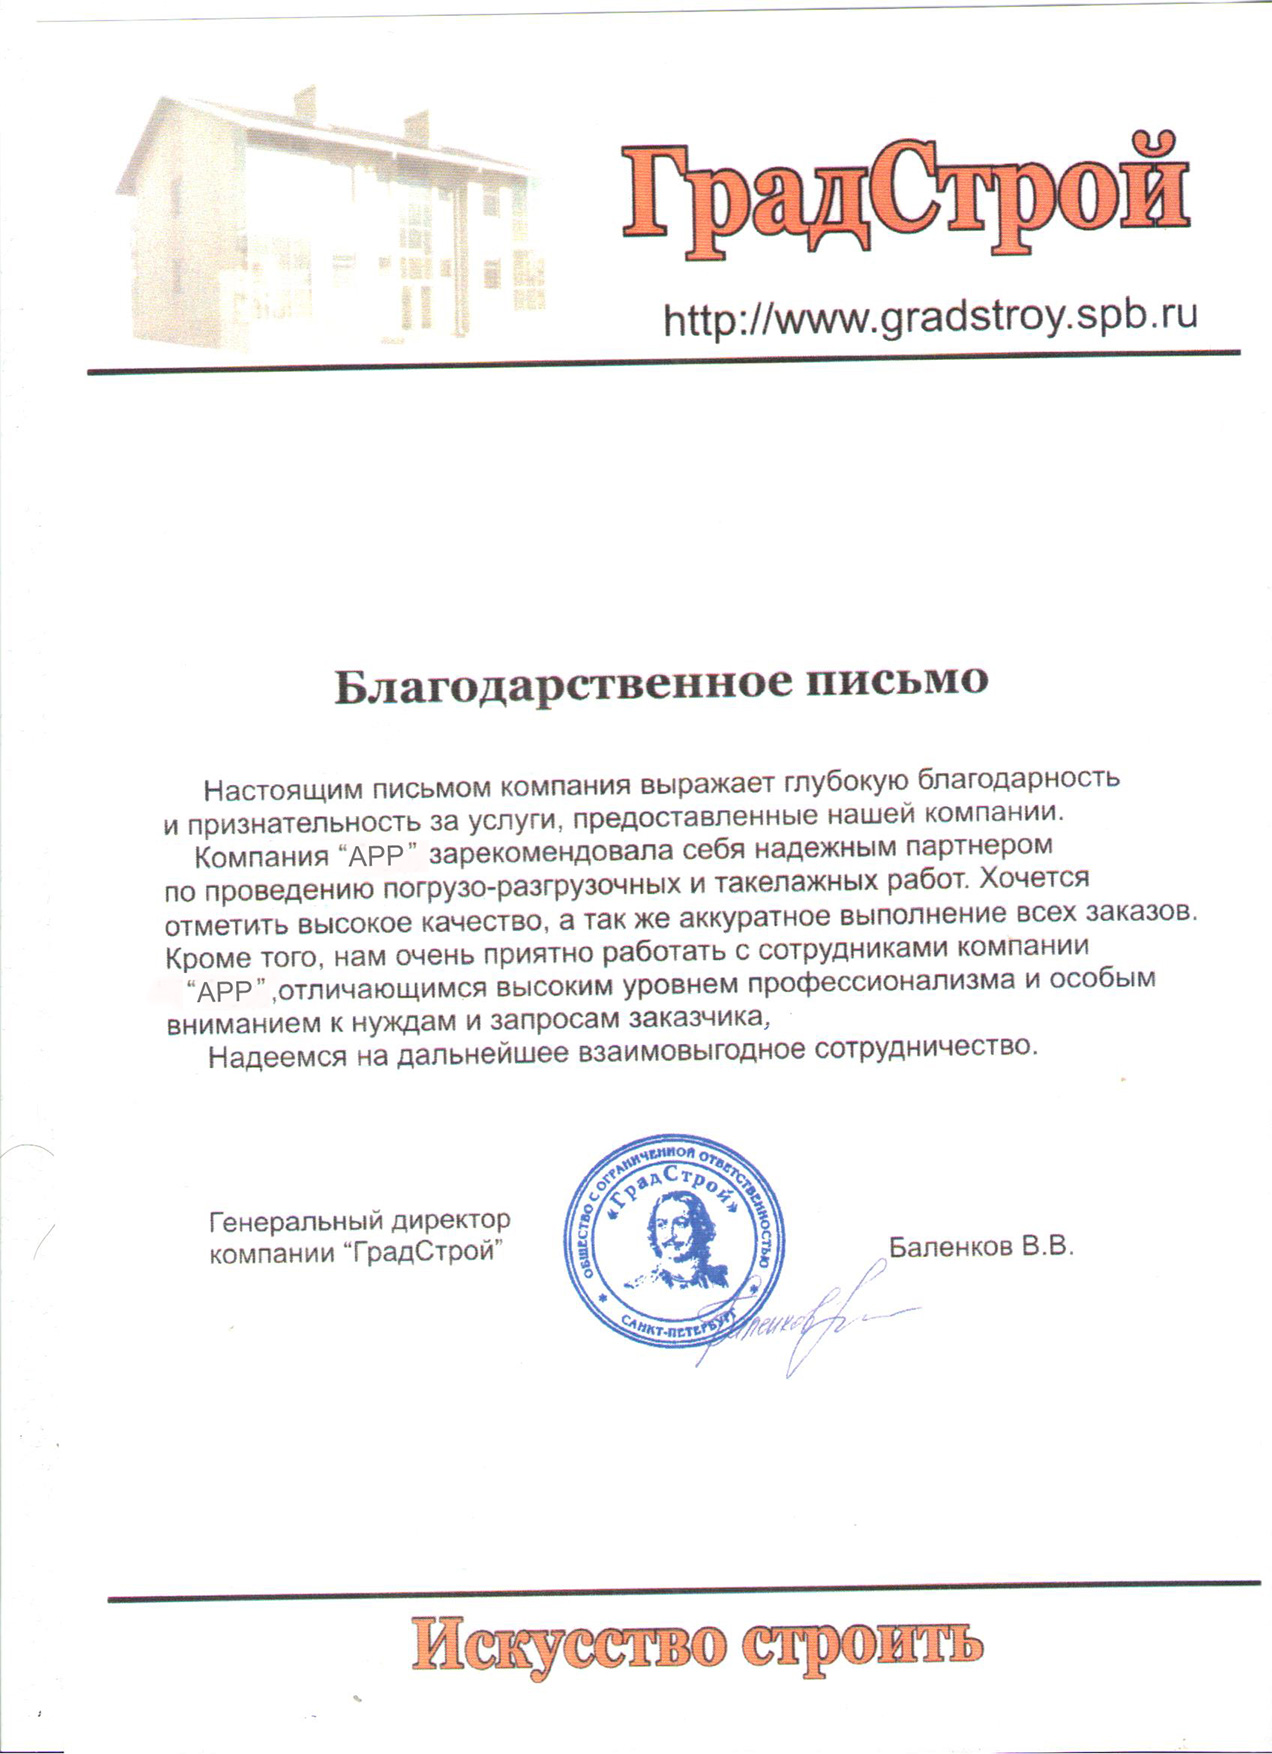 ГрадСтрой
http://www.gradstroy.spb.ru
Благодарственное письмо
Настоящим письмом компания выражает глубокую благодарность
и признательность за услуги, предоставленные нашей компании.
Компания “АРР” зарекомендовала себя надежным партнером
по проведению погрузо-разгрузочных и такелажных работ. Хочется
отметить высокое качество, а так же аккуратное выполнение всех заказов.
Кроме того, нам очень приятно работать с сотрудниками компании
“АРР”,отличающимся высоким уровнем профессионализма и особым
вниманием к нуждам и запросам заказчика,
Надеемся на дальнейшее взаимовыгодное сотрудничество.
Генеральный директор
компании “ГрадСтрой”
ОБЩЕСТВО С ОГРАНИЧЕННОЙ ОТВЕТСТВЕННОСТЬЮ
«ГрадСтрой»
* САНКТ-ПЕТЕРБУРГ *
Баленков В.В.
Баленков
Искусство строить